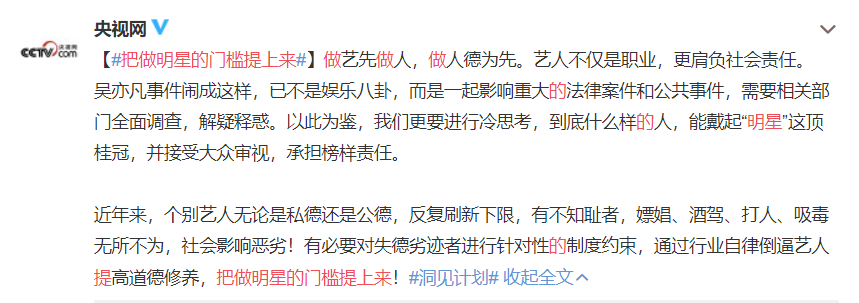 央视网
CCTV.com 央视网
【#把做明星的门槛提上来#】做艺先做人，做人德为先。艺人不仅是职业，更肩负社会责任。
吴亦凡事件闹成这样，已不是娱乐八卦，而是一起影响重大的法律案件和公共事件，需要相关部
门全面调查，解疑释惑。以此为鉴，我们更要进行冷思考，到底什么样的人，能戴起“明星”这顶
桂冠，并接受大众审视，承担榜样责任。
近年来，个别艺人无论是私德还是公德，反复刷新下限，有不知耻者，嫖娼、酒驾、打人、吸毒
无所不为，社会影响恶劣！有必要对失德劣迹者进行针对性的制度约束，通过行业自律倒逼艺人
提高道德修养，把做明星的门槛提上来！#洞见计划# 收起全文